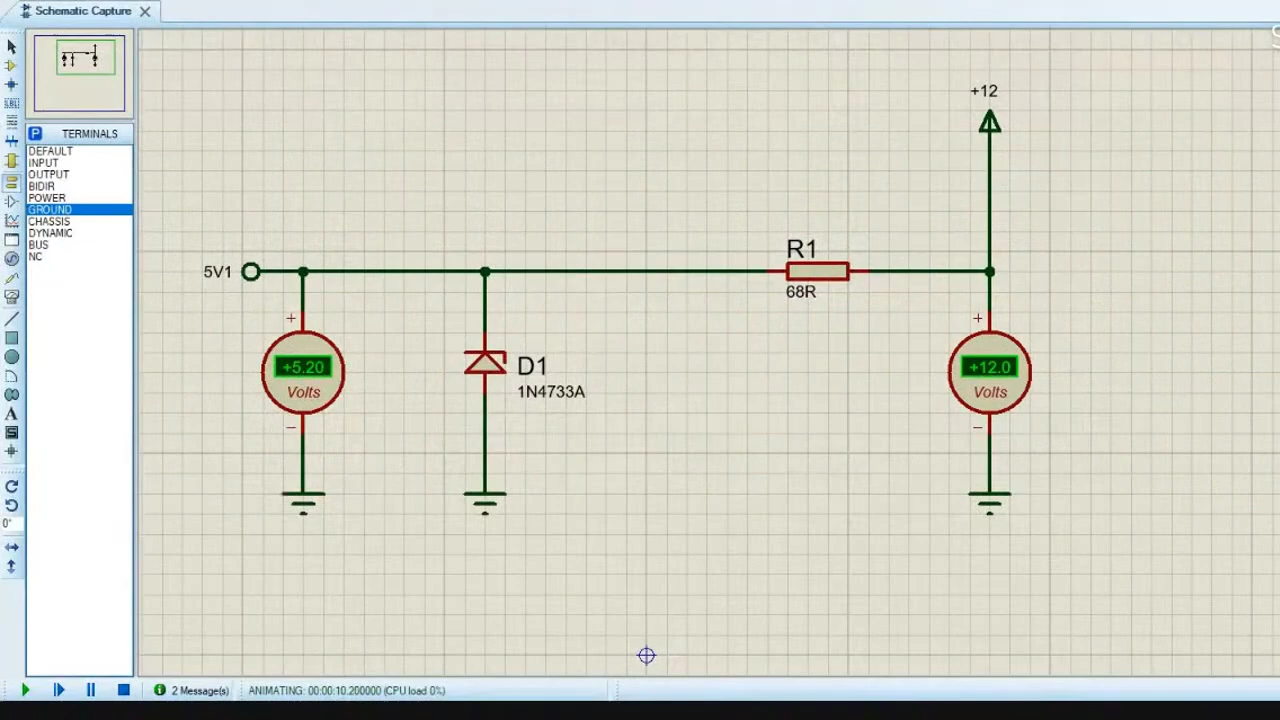 Schematic Capture
P TERMINALS
DEFAULT
INPUT
OUTPUT
BIDIR
POWER
GROUND
CHASSIS
DYNAMIC
BUS
NC
0°
+12
5V1
R1
68R
+
+5.20
Volts
−
D1
1N4733A
+
+12.0
Volts
−
2 Message(s)
ANIMATING: 00:00:10.200000 (CPU load 0%)